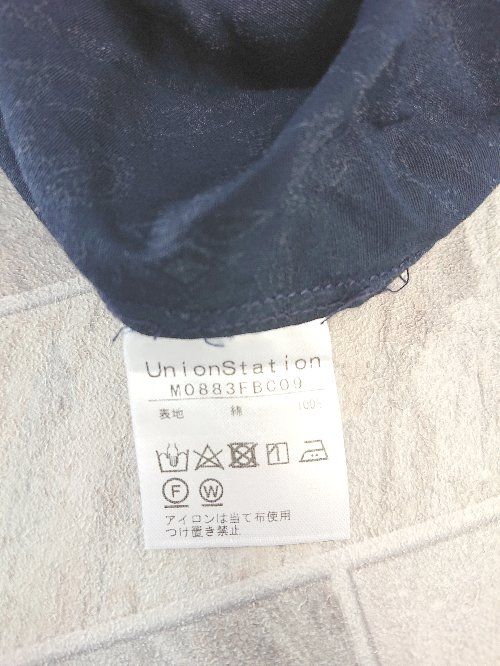 UnionStation
M0883FBC09
表地 綿 100%
F W
アイロンは当て布使用
つけ置き禁止